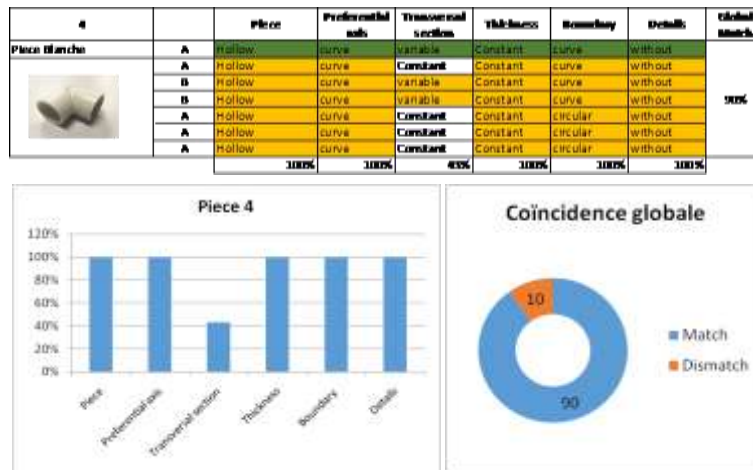 4 Piece Preferential axis Transversal section Thickness Boundary Details Global Match
Piece Blanche A Hollow curve variable Constant curve without
A Hollow curve Constant Constant curve without
B Hollow curve variable Constant curve without
B Hollow curve variable Constant curve without
90%
A Hollow curve Constant Constant circular without
A Hollow curve Constant Constant circular without
A Hollow curve Constant Constant circular without
100% 100% 43% 100% 100% 100%
Piece 4
120%
100%
80%
60%
40%
20%
0%
Piece
Preferential axis
Tranverial section
Thickness
Boundary
Details
Coïncidence globale
10
90
Match
Dismatch